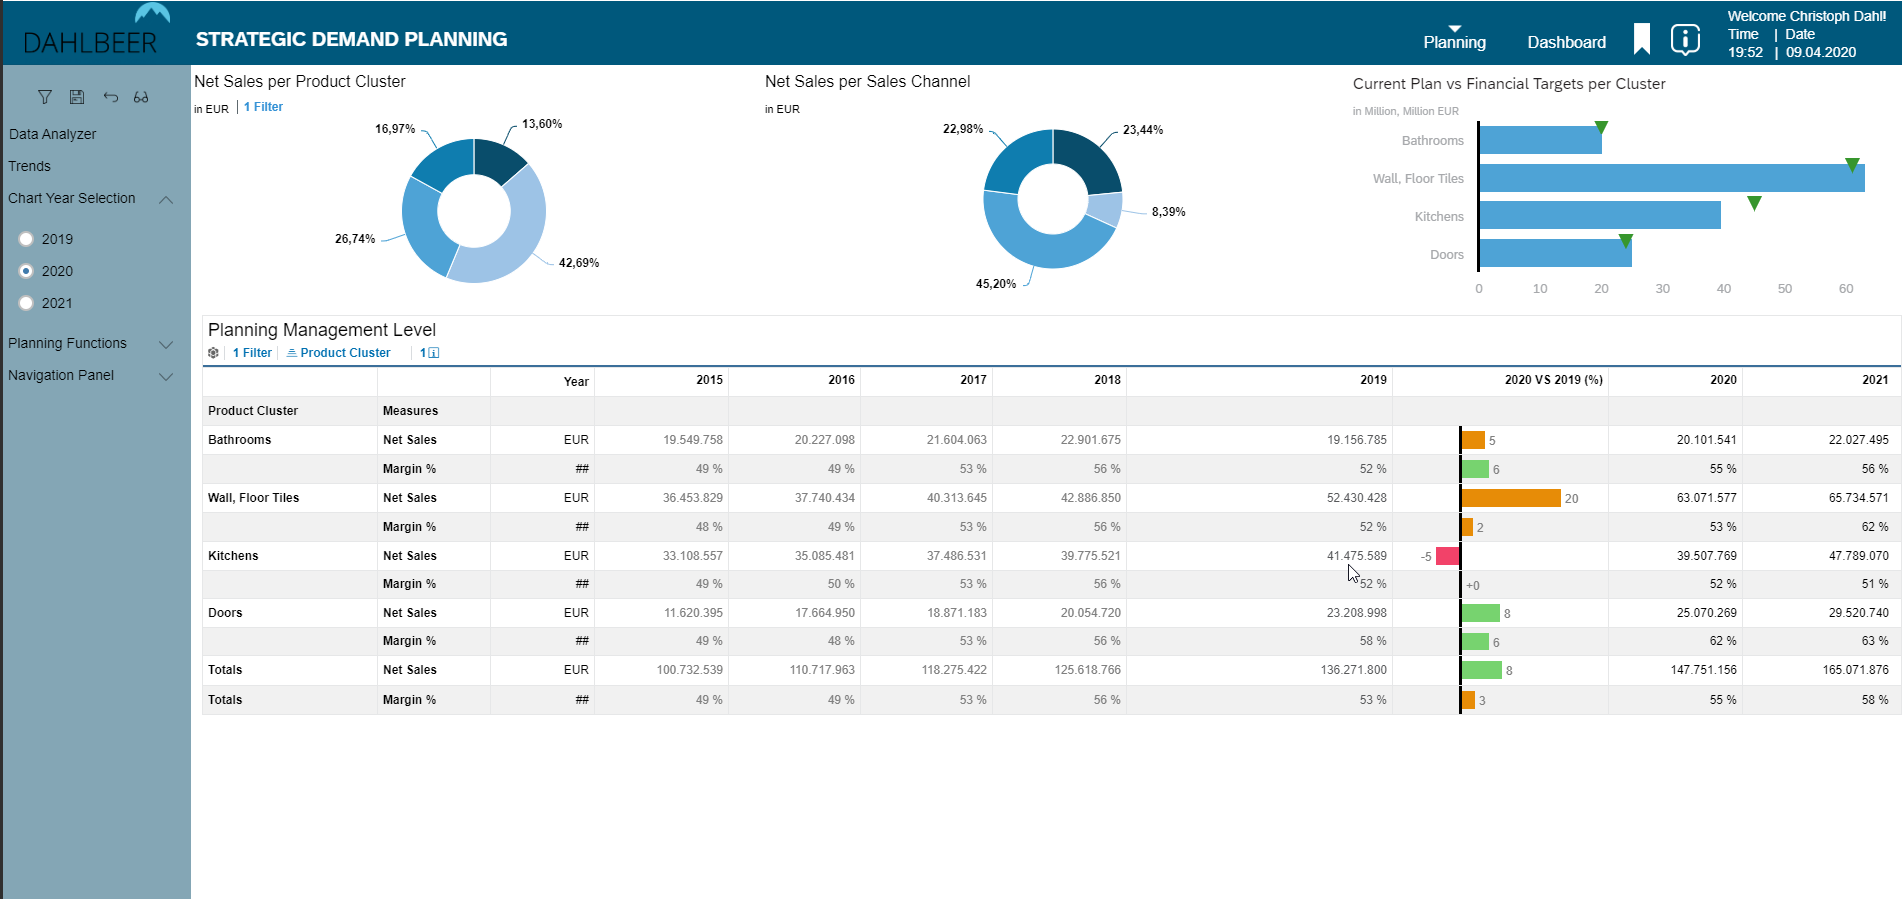 DAHLBEER
STRATEGIC DEMAND PLANNING
Planning
Dashboard
Welcome Christoph Dahl!
Time | Date
19:52 | 09.04.2020
Data Analyzer
Trends
Chart Year Selection
2019
2020
2021
Planning Functions
Navigation Panel
Net Sales per Product Cluster
in EUR | 1 Filter
16,97%
13,60%
26,74%
42,69%
Net Sales per Sales Channel
in EUR
22,98%
23,44%
8,39%
45,20%
Current Plan vs Financial Targets per Cluster
in Million, Million EUR
Bathrooms
Wall, Floor Tiles
Kitchens
Doors
0 10 20 30 40 50 60
Planning Management Level
1 Filter Product Cluster 1
Year 2015 2016 2017 2018 2019 2020 VS 2019 (%) 2020 2021
Product Cluster Measures
Bathrooms Net Sales EUR 19.549.758 20.227.098 21.604.063 22.901.675 19.156.785 5 20.101.541 22.027.495
Margin % ## 49 % 49 % 53 % 56 % 52 % 6 55 % 56 %
Wall, Floor Tiles Net Sales EUR 36.453.829 37.740.434 40.313.645 42.886.850 52.430.428 20 63.071.577 65.734.571
Margin % ## 48 % 49 % 53 % 56 % 52 % 2 53 % 62 %
Kitchens Net Sales EUR 33.108.557 35.085.481 37.486.531 39.775.521 41.475.589 -5 39.507.769 47.789.070
Margin % ## 49 % 50 % 53 % 56 % 52 % +0 52 % 51 %
Doors Net Sales EUR 11.620.395 17.664.950 18.871.183 20.054.720 23.208.998 8 25.070.269 29.520.740
Margin % ## 49 % 48 % 53 % 56 % 58 % 6 62 % 63 %
Totals Net Sales EUR 100.732.539 110.717.963 118.275.422 125.618.766 136.271.800 8 147.751.156 165.071.876
Totals Margin % ## 49 % 49 % 53 % 56 % 53 % 3 55 % 58 %